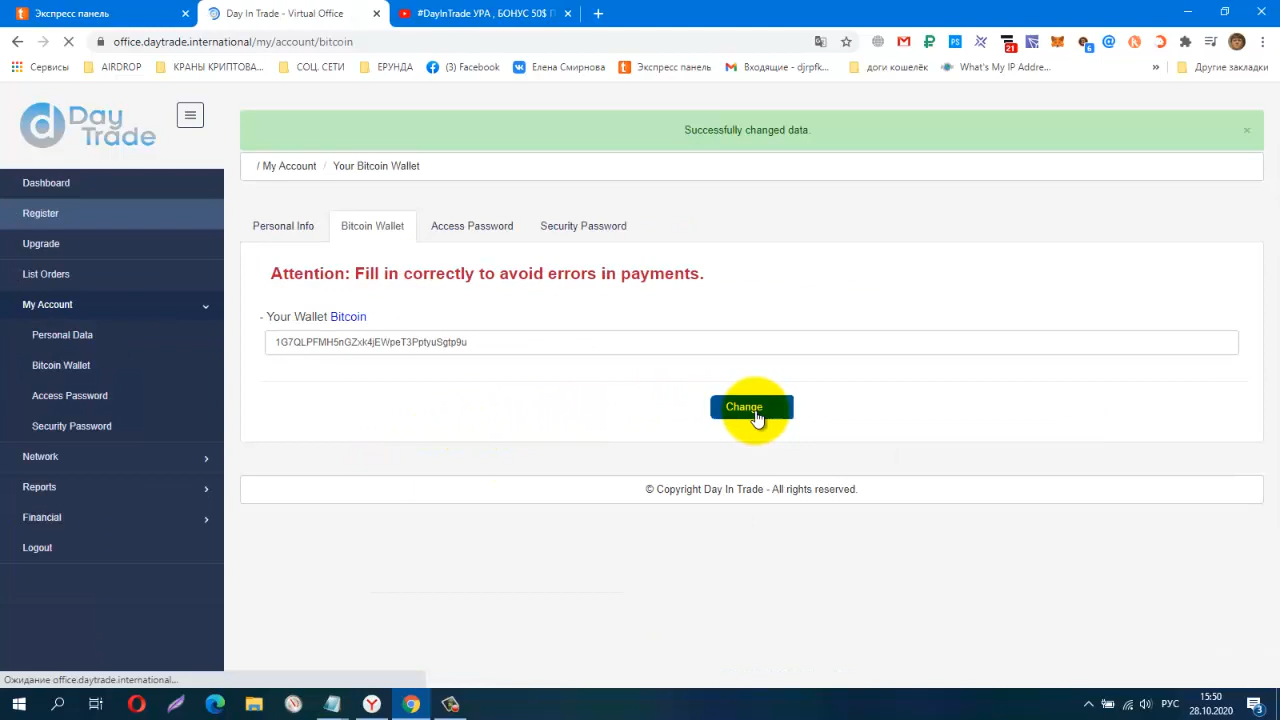 Экспресс панель
Day In Trade - Virtual Office
#DayInTrade УРА , БОНУС 50$
office.daytrade.international/my/account/bitcoin
21
6
Сервисы
AIRDROP
КРАНЫ КРИПТОВА...
СОЦ СЕТИ
ЕРУНДА
(3) Facebook
Елена Смирнова
Экспресс панель
Входящие - djrpfk...
доги кошелёк
What's My IP Addre...
»
Другие закладки
Day Trade
Successfully changed data.
×
/ My Account / Your Bitcoin Wallet
Dashboard
Register
Upgrade
List Orders
My Account
Personal Data
Bitcoin Wallet
Access Password
Security Password
Network
Reports
Financial
Logout
Personal Info
Bitcoin Wallet
Access Password
Security Password
Attention: Fill in correctly to avoid errors in payments.
- Your Wallet Bitcoin
1G7QLPFMH5nGZxk4jEWpeT3PptyuSgtp9u
Change
© Copyright Day In Trade - All rights reserved.
Ожидание office.daytrade.international...
РУС
15:50
28.10.2020
3